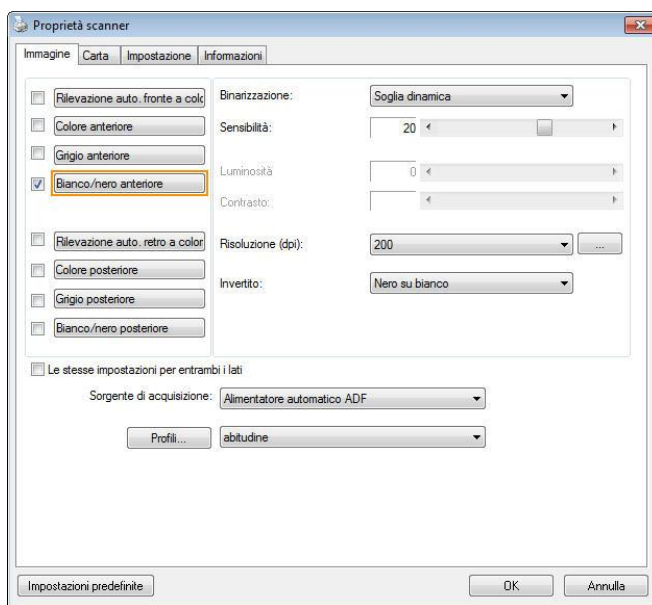 Proprietà scanner
Immagine Carta Impostazione Informazioni
Rilevazione auto. fronte a colo
Binarizzazione: Soglia dinamica
Colore anteriore
Sensibilità: 20
Grigio anteriore
Luminosità 0
Bianco/nero anteriore
Contrasto:
Rilevazione auto. retro a color
Risoluzione (dpi): 200 ...
Colore posteriore
Invertito: Nero su bianco
Grigio posteriore
Bianco/nero posteriore
Le stesse impostazioni per entrambi i lati
Sorgente di acquisizione: Alimentatore automatico ADF
Profili... abitudine
Impostazioni predefinite OK Annulla